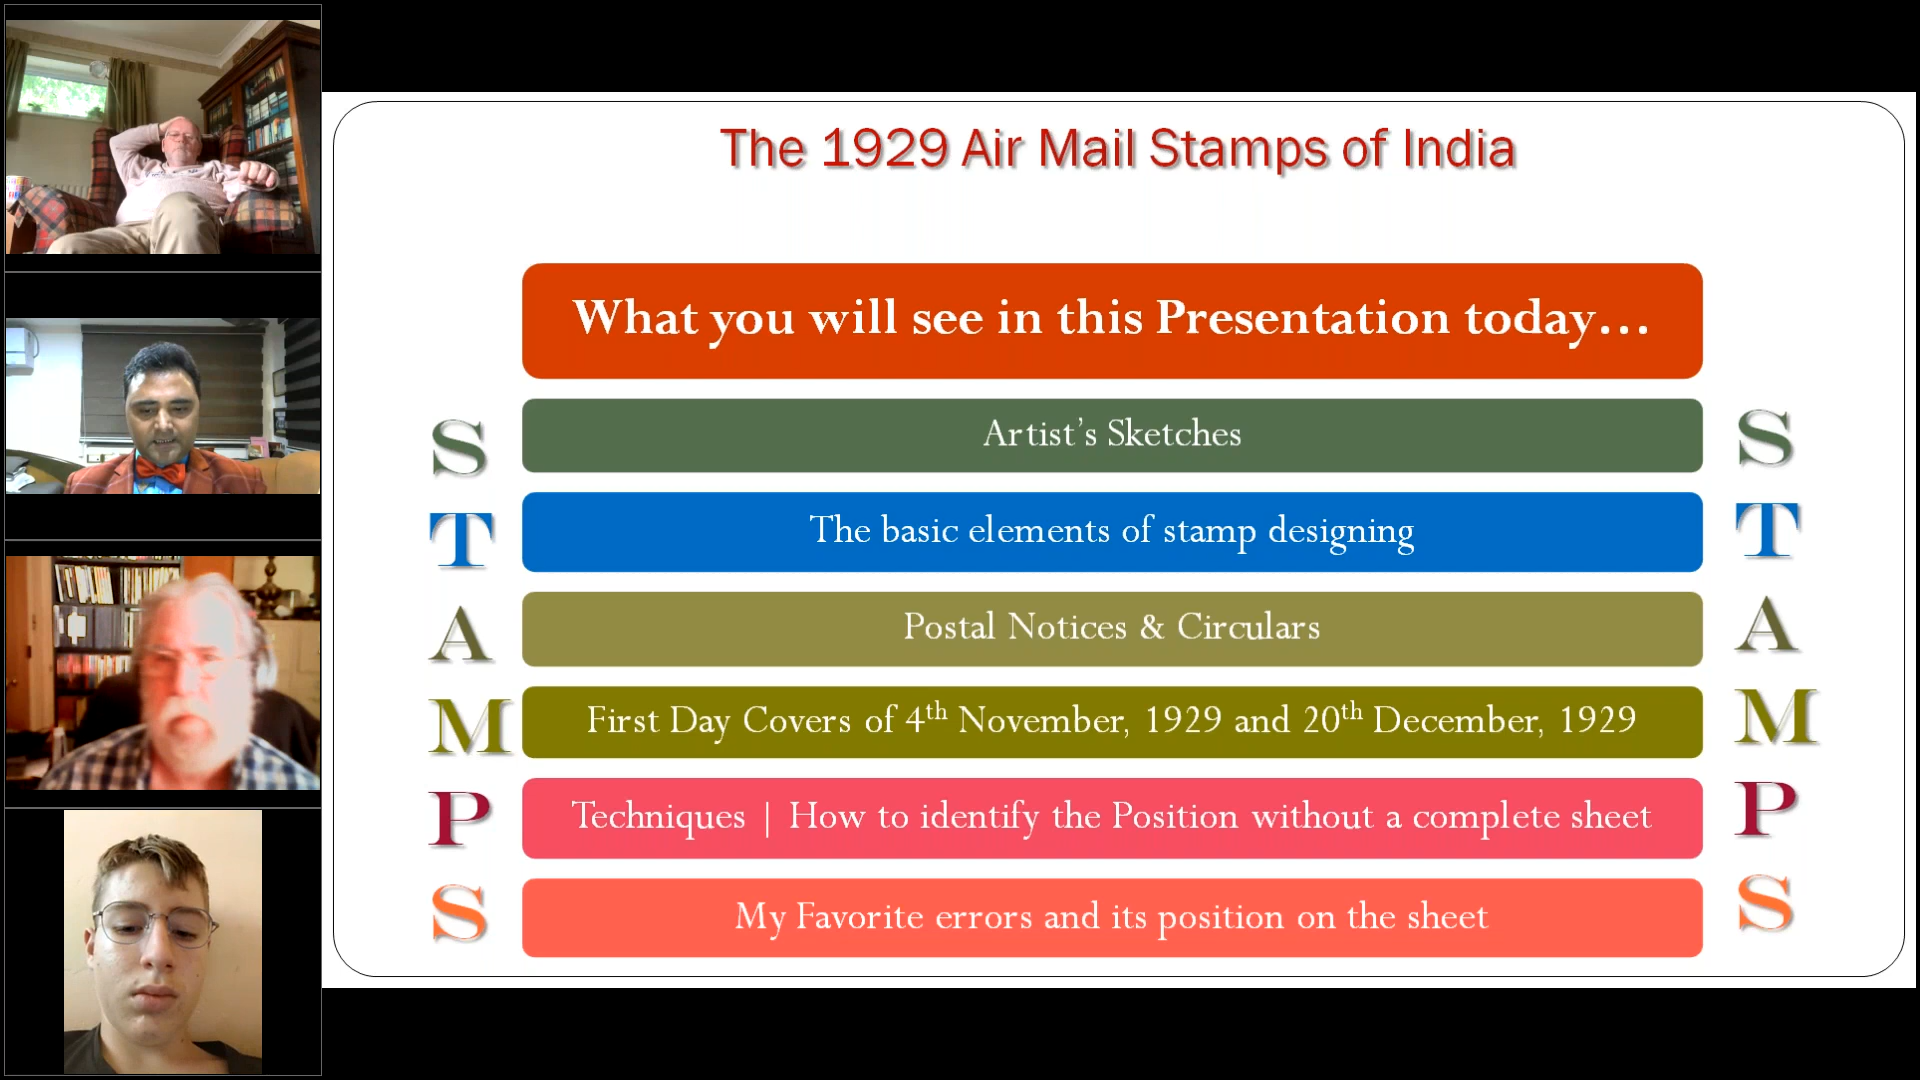 The 1929 Air Mail Stamps of India
What you will see in this Presentation today...
S Artist's Sketches S
T The basic elements of stamp designing T
A Postal Notices & Circulars A
M First Day Covers of 4th November, 1929 and 20th December, 1929 M
P Techniques | How to identify the Position without a complete sheet P
S My Favorite errors and its position on the sheet S